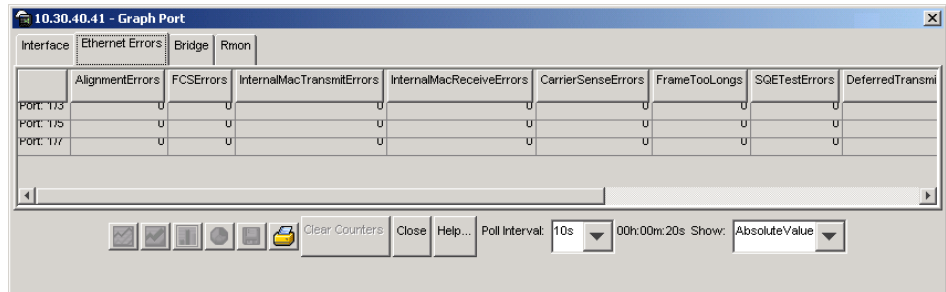 10.30.40.41 - Graph Port
Interface Ethernet Errors Bridge Rmon
AlignmentErrors FCSErrors InternalMacTransmitErrors InternalMacReceiveErrors CarrierSenseErrors FrameTooLongs SQETestErrors DeferredTransmi
Port: 1/3 0 0 0 0 0 0 0
Port: 1/5 0 0 0 0 0 0 0
Port: 1/7 0 0 0 0 0 0 0
Clear Counters Close Help... Poll Interval: 10s 00h:00m:20s Show: AbsoluteValue